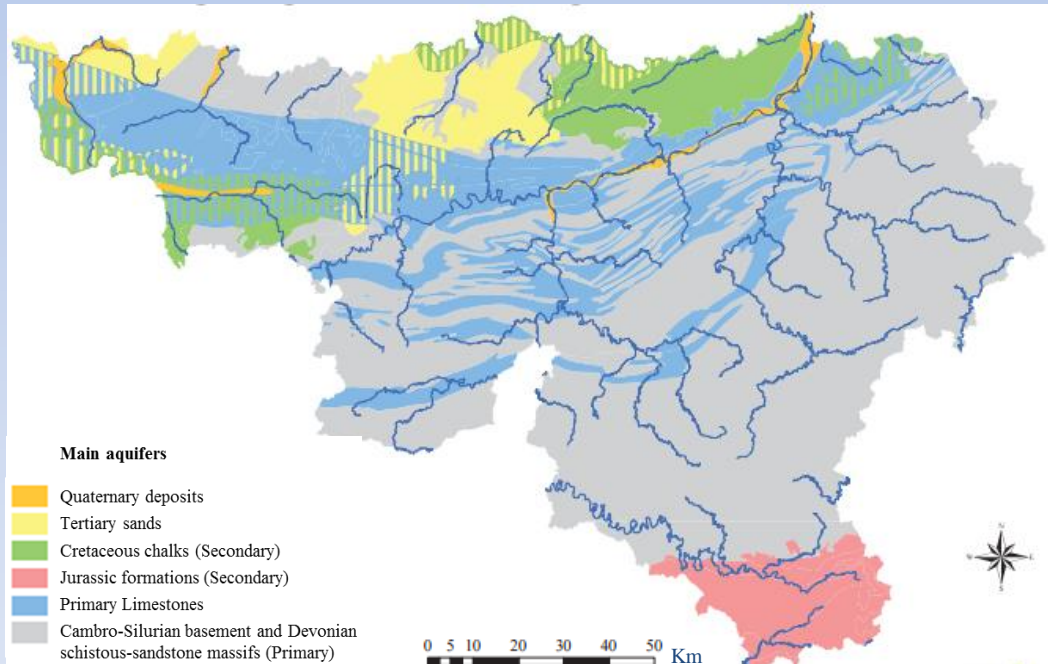 Main aquifers
Quaternary deposits
Tertiary sands
Cretaceous chalks (Secondary)
Jurassic formations (Secondary)
Primary Limestones
Cambro-Silurian basement and Devonian
schistous-sandstone massifs (Primary)
0 5 10 20 30 40 50 Km
N
W E
S